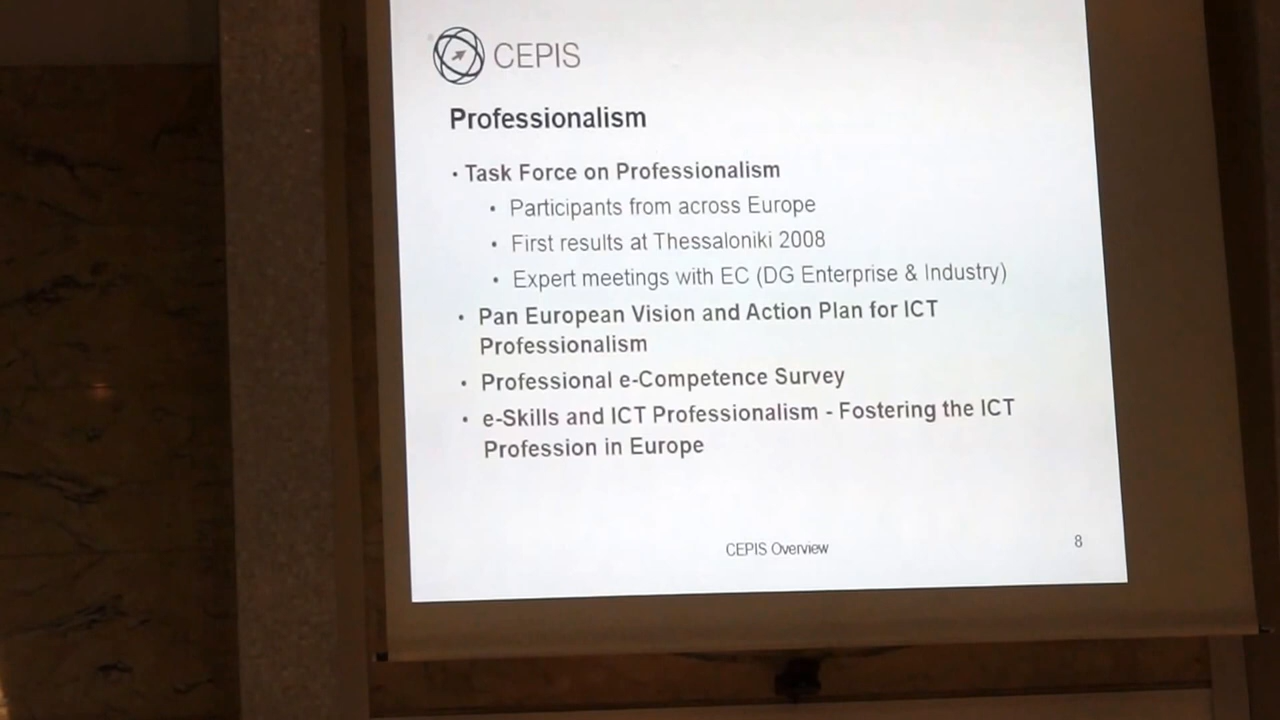 CEPIS
Professionalism
• Task Force on Professionalism
• Participants from across Europe
• First results at Thessaloniki 2008
• Expert meetings with EC (DG Enterprise & Industry)
• Pan European Vision and Action Plan for ICT
Professionalism
• Professional e-Competence Survey
• e-Skills and ICT Professionalism - Fostering the ICT
Profession in Europe
CEPIS Overview
8